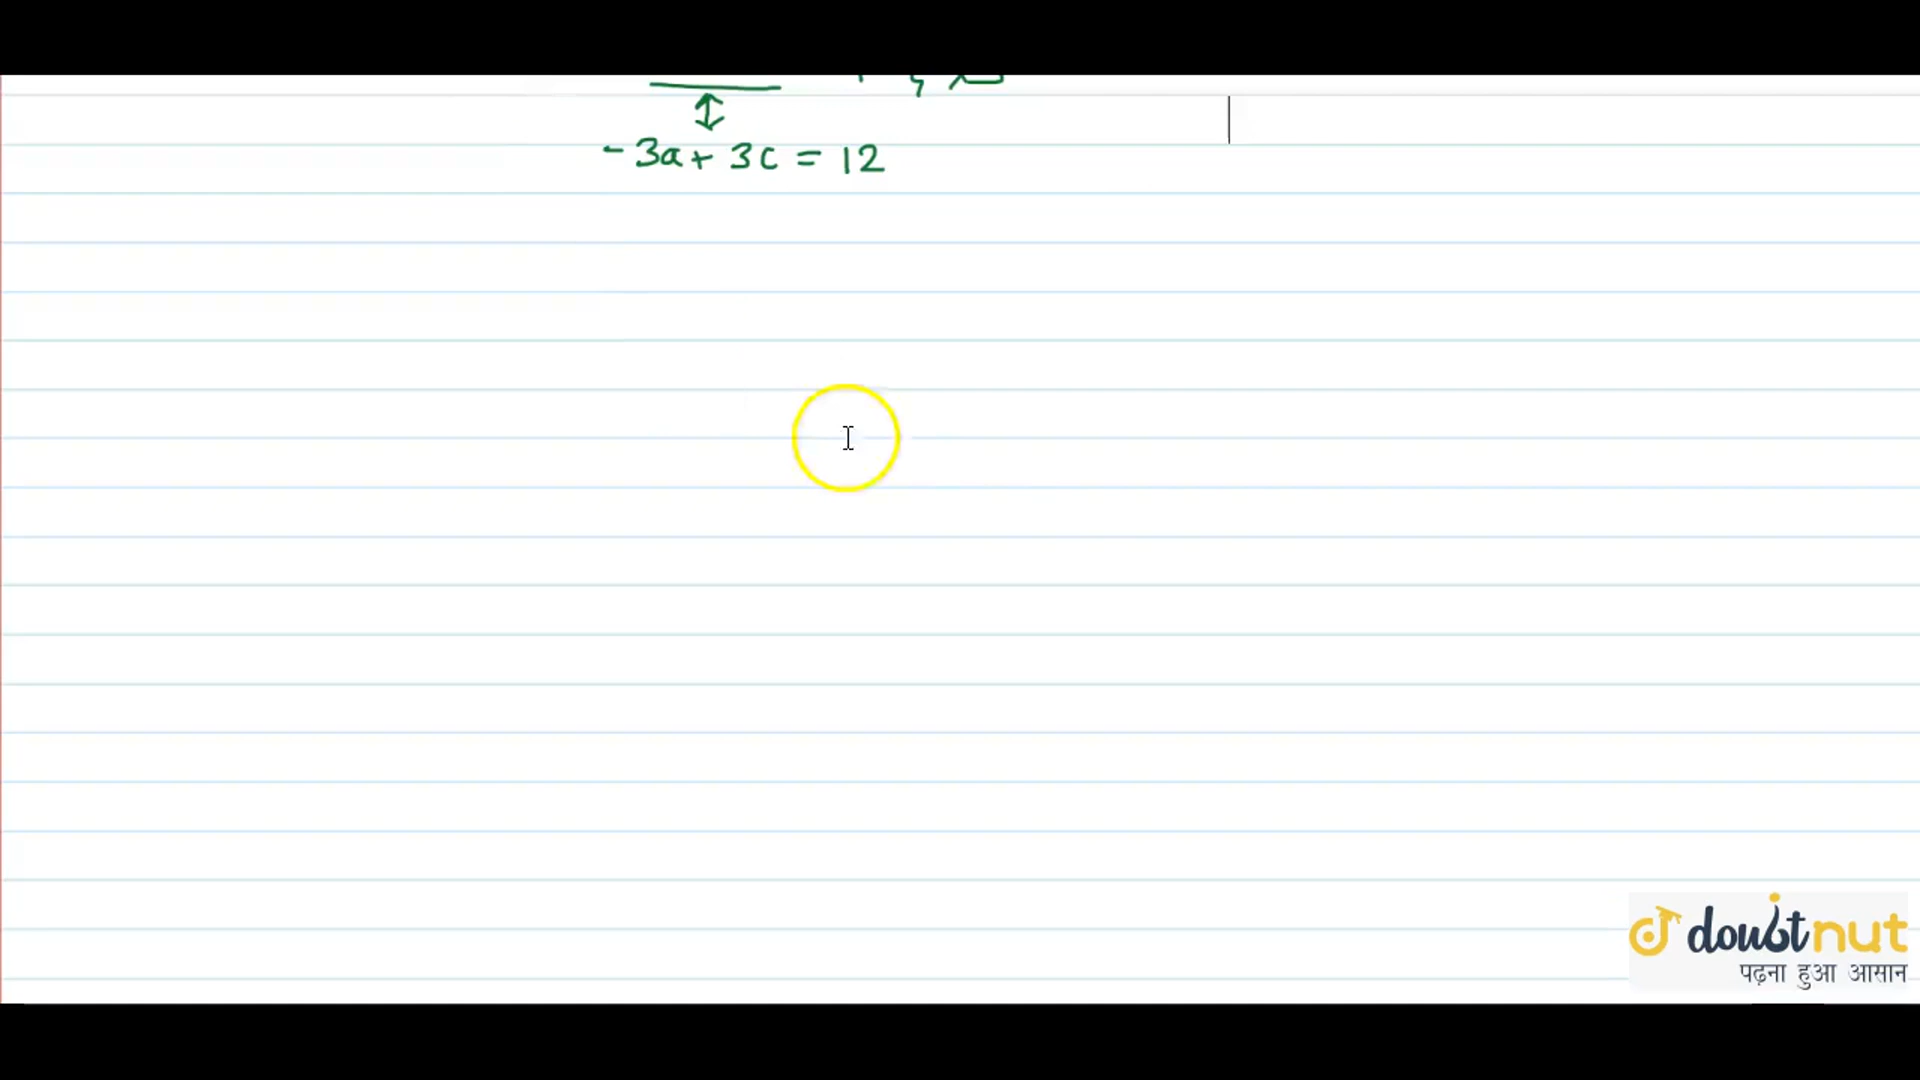 -3a + 3c = 12
doubtnut
पढ़ना हुआ आसान